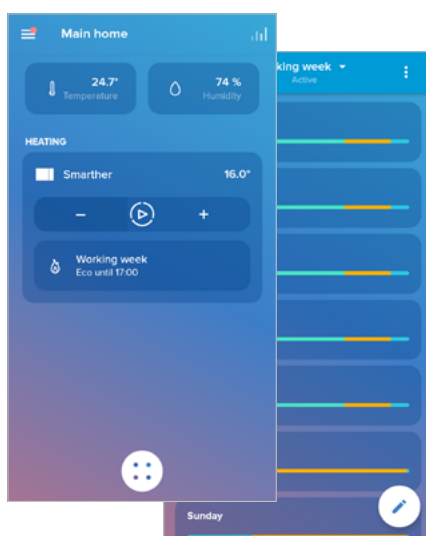 Main home
24.7°
Temperature
74 %
Humidity
HEATING
Smarther
16.0°
Working week
Eco until 17:00
king week
Active
Sunday